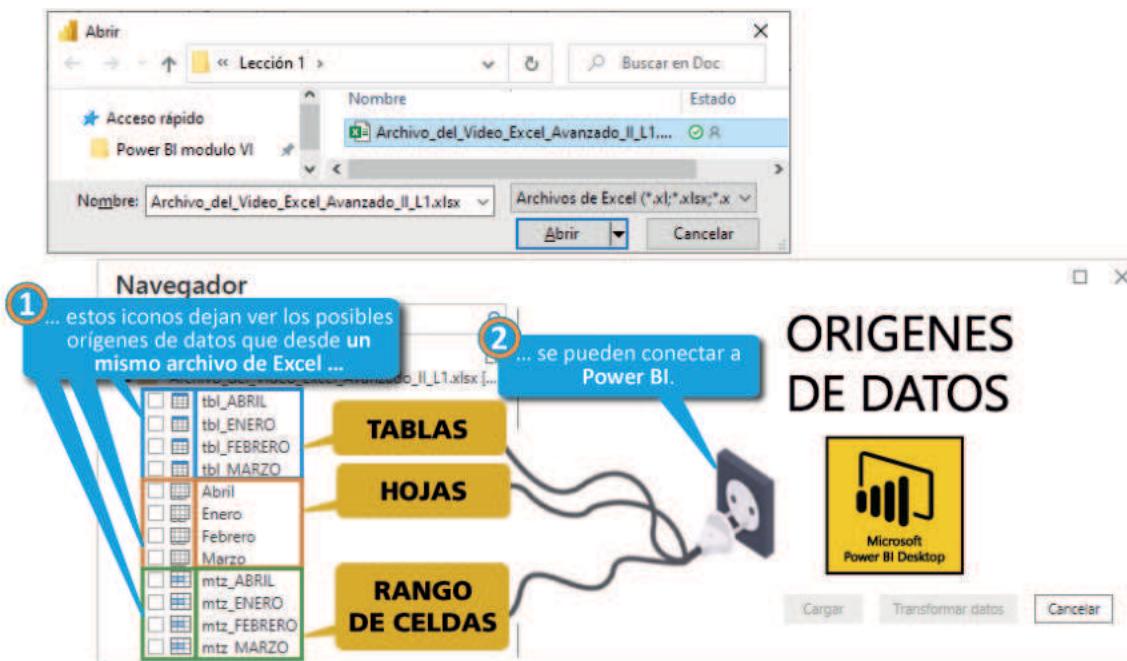 Abrir
« Lección 1 >
Buscar en Doc
Acceso rápido
Power BI modulo VI
Nombre
Estado
Archivo_del_Video_Excel_Avanzado_II_L1....
Nombre:
Archivo_del_Video_Excel_Avanzado_II_L1.xlsx
Archivos de Excel (*.xl;*.xlsx;*.x
Abrir
Cancelar
Navegador
1
... estos iconos dejan ver los posibles
orígenes de datos que desde un
mismo archivo de Excel ...
2
... se pueden conectar a
Power BI.
Archivo_del_Video_Excel_Avanzado_II_L1.xlsx [...
tbl_ABRIL
tbl_ENERO
tbl_FEBRERO
tbl_MARZO
Abril
Enero
Febrero
Marzo
mtz_ABRIL
mtz_ENERO
mtz_FEBRERO
mtz_MARZO
TABLAS
HOJAS
RANGO
DE CELDAS
ORIGENES
DE DATOS
Microsoft
Power BI Desktop
Cargar
Transformar datos
Cancelar